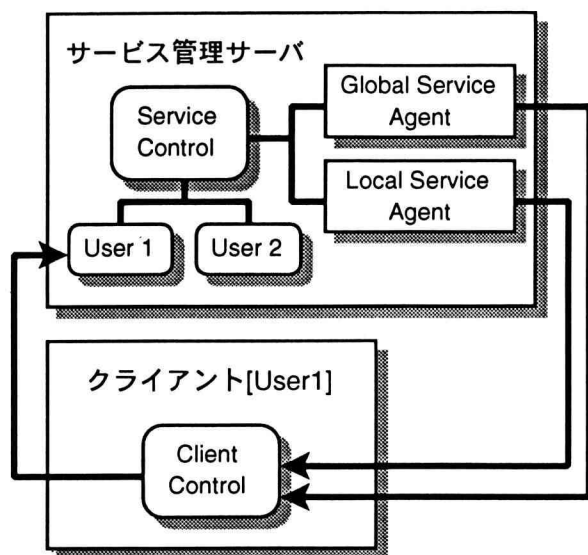 サービス管理サーバ
Service
Control
Global Service
Agent
Local Service
Agent
User 1
User 2
クライアント[User1]
Client
Control